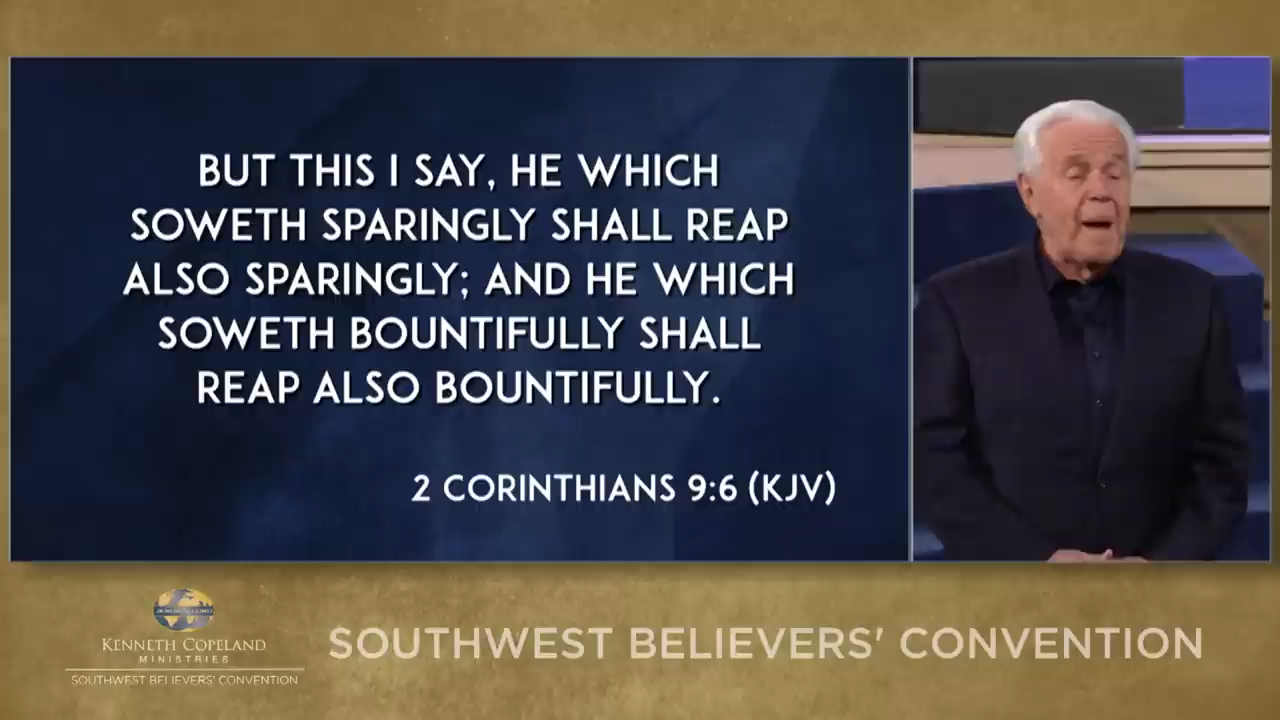 BUT THIS I SAY, HE WHICH
SOWETH SPARINGLY SHALL REAP
ALSO SPARINGLY; AND HE WHICH
SOWETH BOUNTIFULLY SHALL
REAP ALSO BOUNTIFULLY.
2 CORINTHIANS 9:6 (KJV)
KENNETH COPELAND
MINISTRIES
SOUTHWEST BELIEVERS' CONVENTION
SOUTHWEST BELIEVERS' CONVENTION